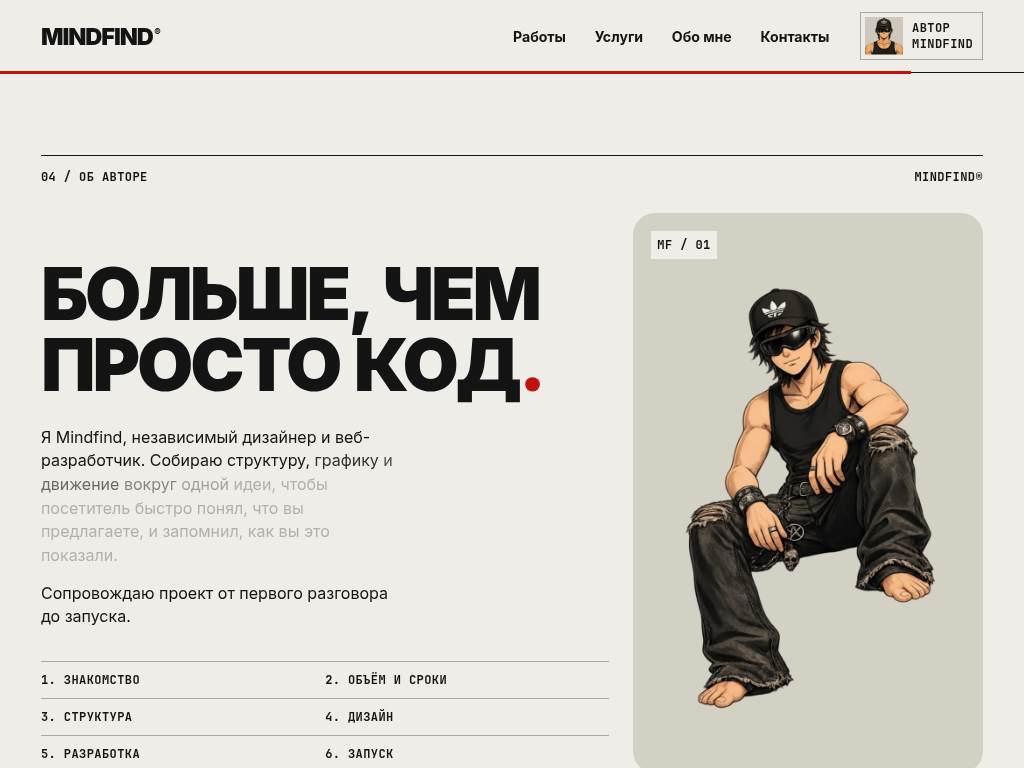 MINDFIND®
Работы
Услуги
Обо мне
Контакты
АВТОР
MINDFIND
04 / ОБ АВТОРЕ
MINDFIND®
MF / 01
БОЛЬШЕ, ЧЕМ
ПРОСТО КОД.
Я Mindfind, независимый дизайнер и веб-
разработчик. Собираю структуру, графику и
движение вокруг одной идеи, чтобы
посетитель быстро понял, что вы
предлагаете, и запомнил, как вы это
показали.
Сопровождаю проект от первого разговора
до запуска.
1. ЗНАКОМСТВО
2. ОБЪЁМ И СРОКИ
3. СТРУКТУРА
4. ДИЗАЙН
5. РАЗРАБОТКА
6. ЗАПУСК